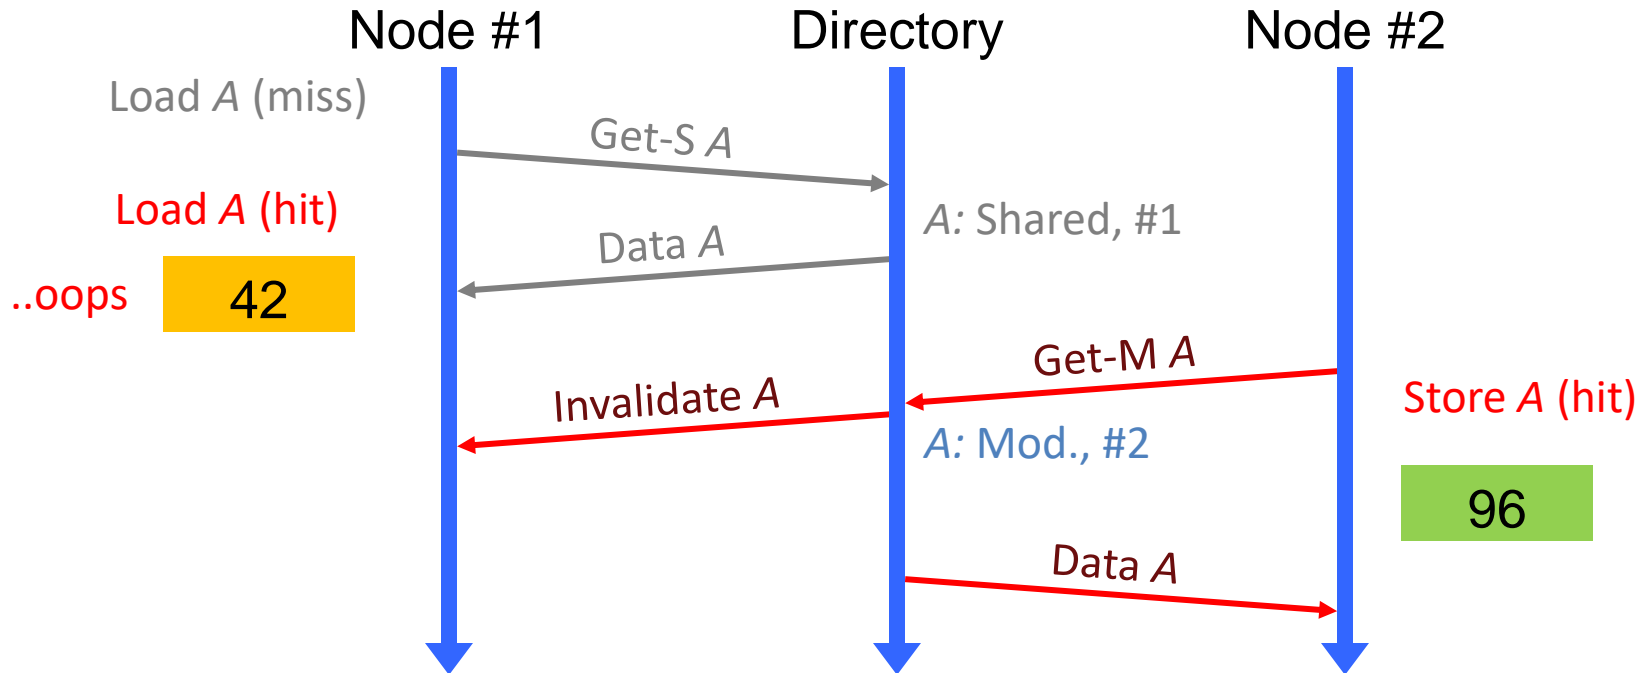 Node #1
Directory
Node #2
Load A (miss)
Get-S A
Load A (hit)
A: Shared, #1
Data A
..oops
42
Get-M A
Invalidate A
Store A (hit)
A: Mod., #2
96
Data A